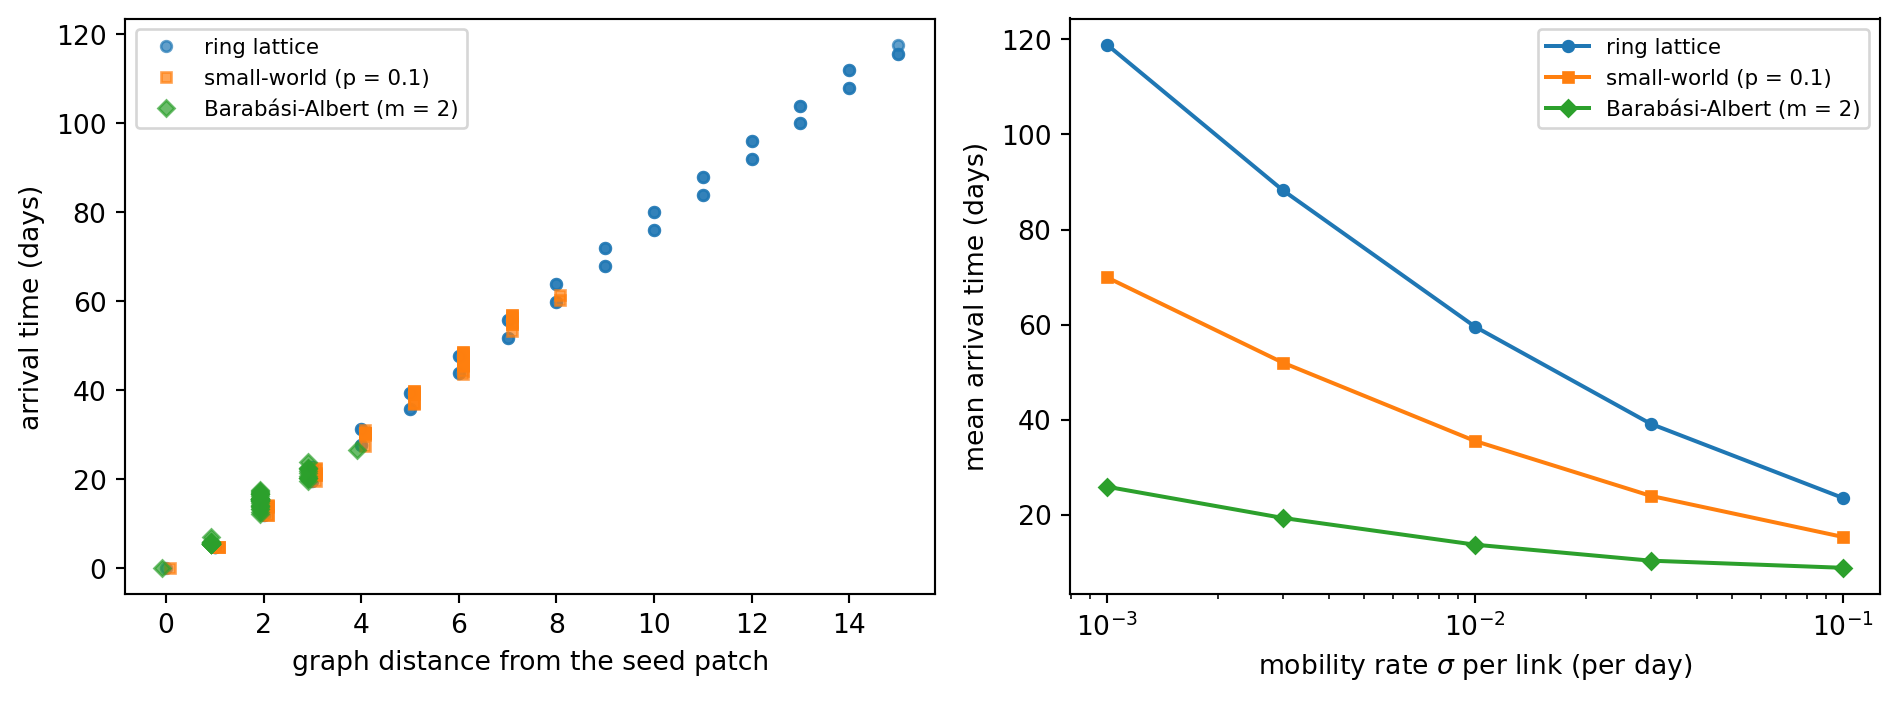 120
100
80
60
40
20
0
arrival time (days)
ring lattice
small-world (p = 0.1)
Barabási-Albert (m = 2)
0 2 4 6 8 10 12 14
graph distance from the seed patch
120
100
80
60
40
20
mean arrival time (days)
ring lattice
small-world (p = 0.1)
Barabási-Albert (m = 2)
10⁻³ 10⁻² 10⁻¹
mobility rate σ per link (per day)